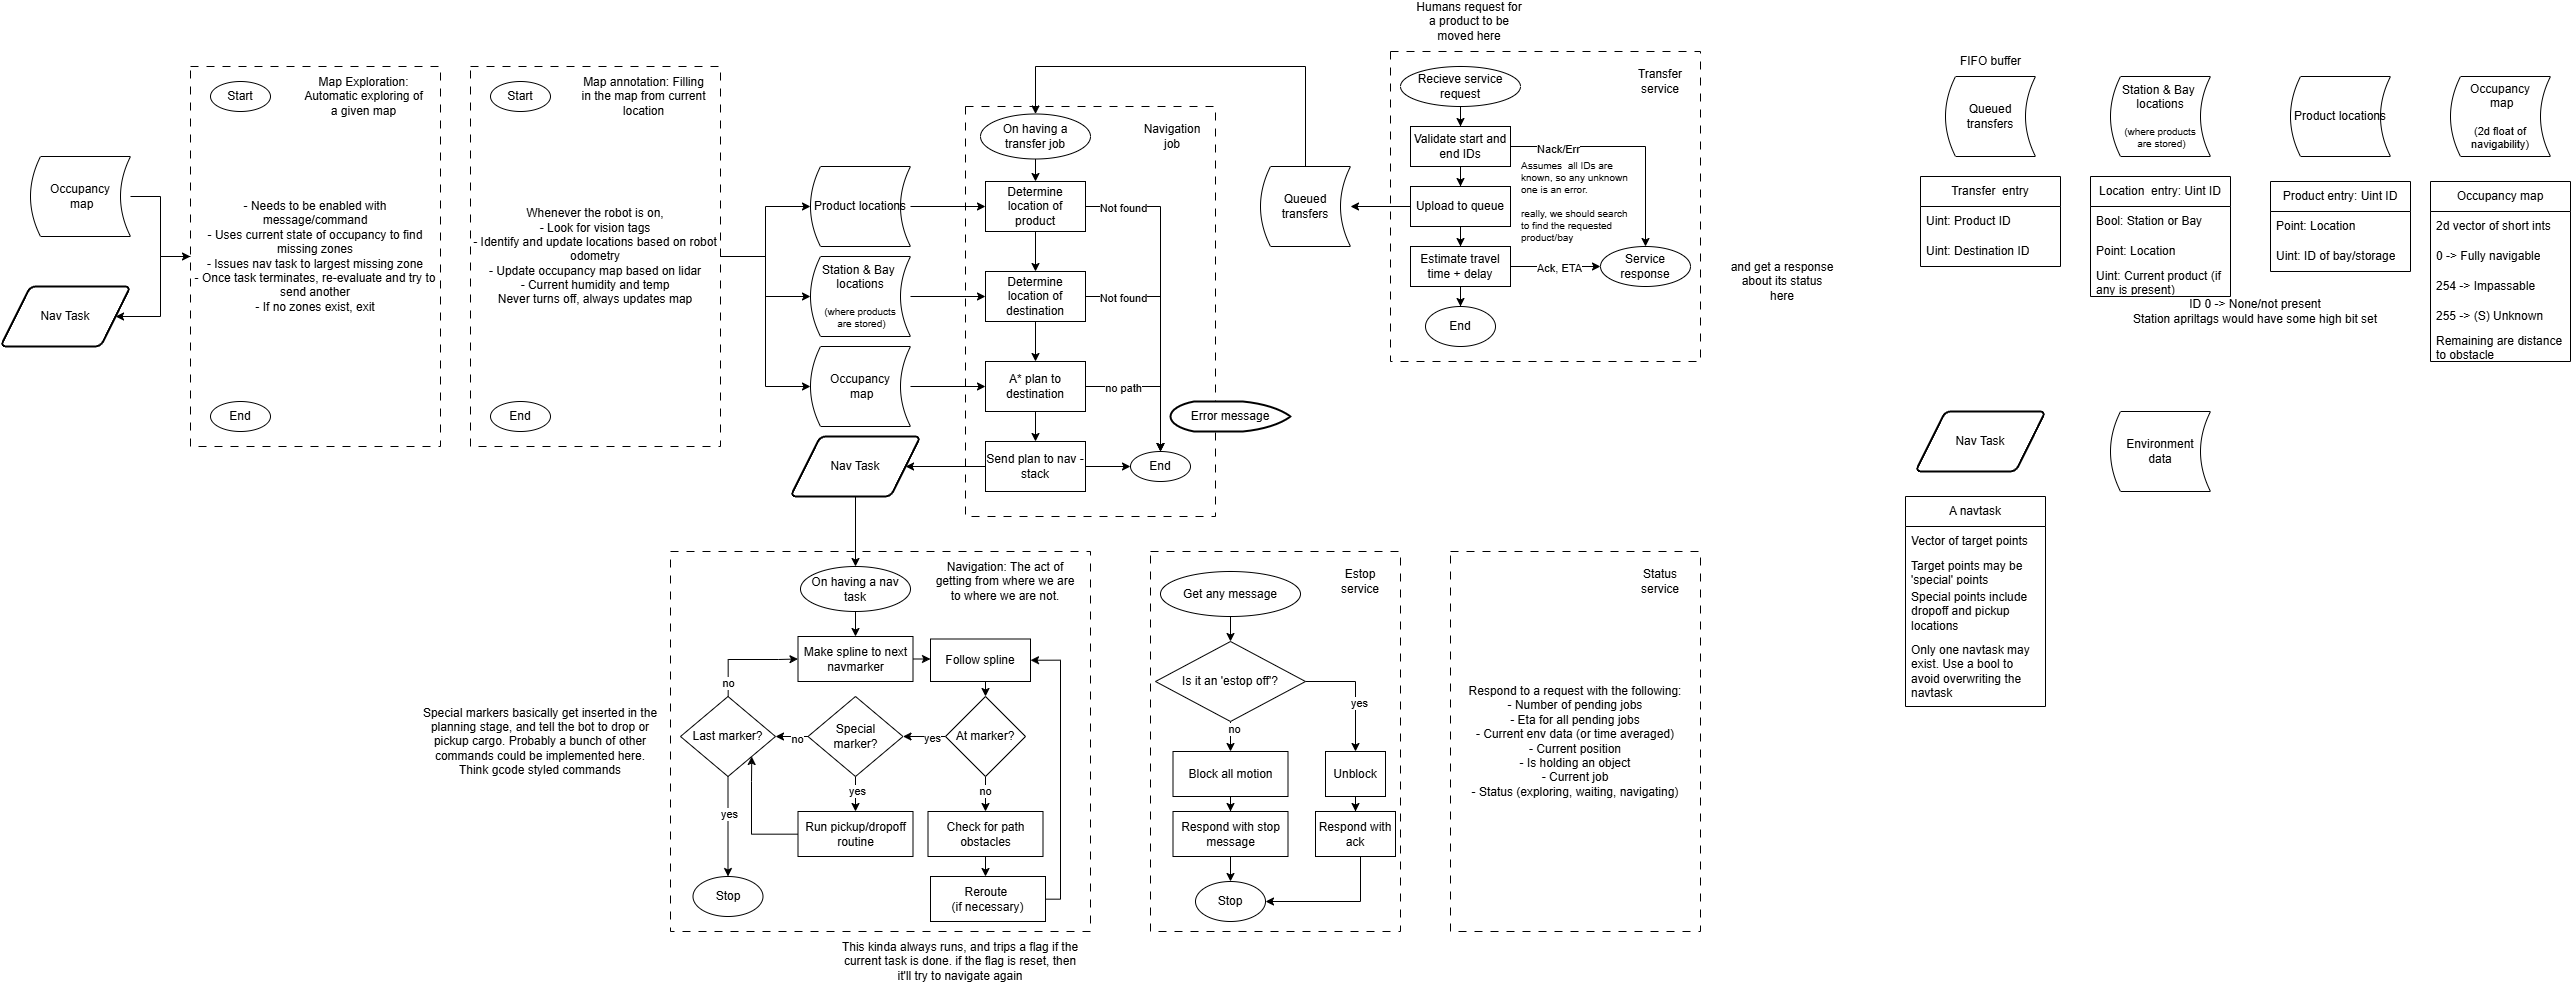 Humans request for
a product to be
moved here
Occupancy
map
Nav Task
Start
Map Exploration:
Automatic exploring of
a given map
- Needs to be enabled with
message/command
- Uses current state of occupancy to find
missing zones
- Issues nav task to largest missing zone
- Once task terminates, re-evaluate and try to
send another
- If no zones exist, exit
End
Start
Map annotation: Filling
in the map from current
location
Whenever the robot is on,
- Look for vision tags
- Identify and update locations based on robot
odometry
- Update occupancy map based on lidar
- Current humidity and temp
Never turns off, always updates map
End
Product locations
Station & Bay
locations
(where products
are stored)
Occupancy
map
Nav Task
On having a
transfer job
Navigation
job
Determine
location of
product
Not found
Determine
location of
destination
Not found
A* plan to
destination
no path
Send plan to nav -
stack
End
Error message
Queued
transfers
Recieve service
request
Transfer
service
Validate start and
end IDs
Nack/Err
Assumes  all IDs are
known, so any unknown
one is an error.
really, we should search
to find the requested
product/bay
Upload to queue
Estimate travel
time + delay
Ack, ETA
Service
response
End
and get a response
about its status
here
FIFO buffer
Queued
transfers
Transfer  entry
Uint: Product ID
Uint: Destination ID
Station & Bay
locations
(where products
are stored)
Location  entry: Uint ID
Bool: Station or Bay
Point: Location
Uint: Current product (if
any is present)
ID 0 -> None/not present
Station apriltags would have some high bit set
Product locations
Product entry: Uint ID
Point: Location
Uint: ID of bay/storage
Occupancy
map
(2d float of
navigability)
Occupancy map
2d vector of short ints
0 -> Fully navigable
254 -> Impassable
255 -> (S) Unknown
Remaining are distance
to obstacle
Nav Task
Environment
data
A navtask
Vector of target points
Target points may be
'special' points
Special points include
dropoff and pickup
locations
Only one navtask may
exist. Use a bool to
avoid overwriting the
navtask
On having a nav
task
Navigation: The act of
getting from where we are
to where we are not.
Make spline to next
navmarker
Follow spline
no
Last marker?
no
Special
marker?
yes
At marker?
yes
yes
no
Run pickup/dropoff
routine
Check for path
obstacles
Reroute
(if necessary)
Stop
Special markers basically get inserted in the
planning stage, and tell the bot to drop or
pickup cargo. Probably a bunch of other
commands could be implemented here.
Think gcode styled commands
This kinda always runs, and trips a flag if the
current task is done. if the flag is reset, then
it'll try to navigate again
Get any message
Estop
service
Is it an 'estop off'?
yes
no
Block all motion
Unblock
Respond with stop
message
Respond with
ack
Stop
Status
service
Respond to a request with the following:
- Number of pending jobs
- Eta for all pending jobs
- Current env data (or time averaged)
- Current position
- Is holding an object
- Current job
- Status (exploring, waiting, navigating)